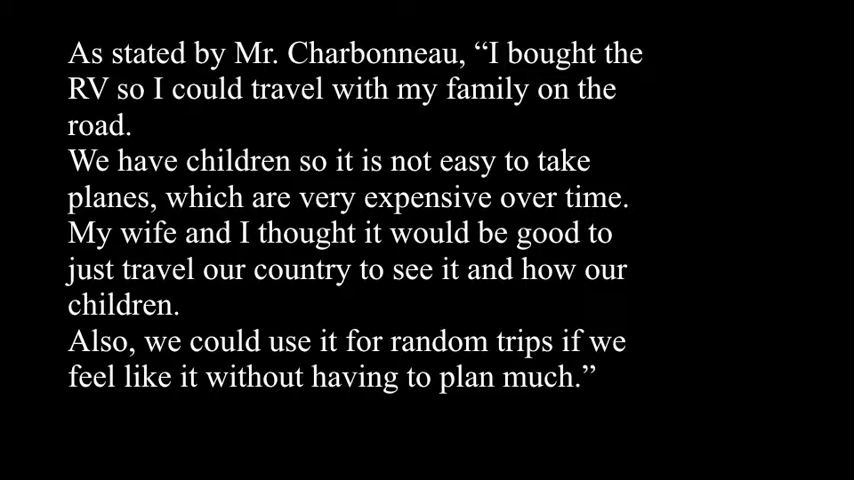 As stated by Mr. Charbonneau, “I bought the
RV so I could travel with my family on the
road.
We have children so it is not easy to take
planes, which are very expensive over time.
My wife and I thought it would be good to
just travel our country to see it and how our
children.
Also, we could use it for random trips if we
feel like it without having to plan much.”